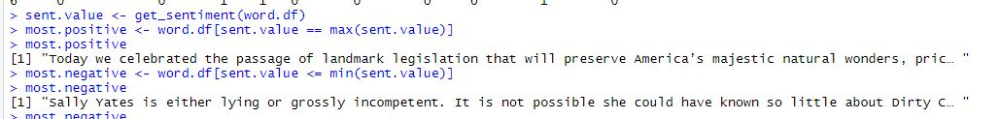 > sent.value <- get_sentiment(word.df)
> most.positive <- word.df[sent.value == max(sent.value)]
> most.positive
[1] "Today we celebrated the passage of landmark legislation that will preserve America’s majestic natural wonders, pric… "
> most.negative <- word.df[sent.value <= min(sent.value)]
> most.negative
[1] "Sally Yates is either lying or grossly incompetent. It is not possible she could have known so little about Dirty C… "
> most.negative